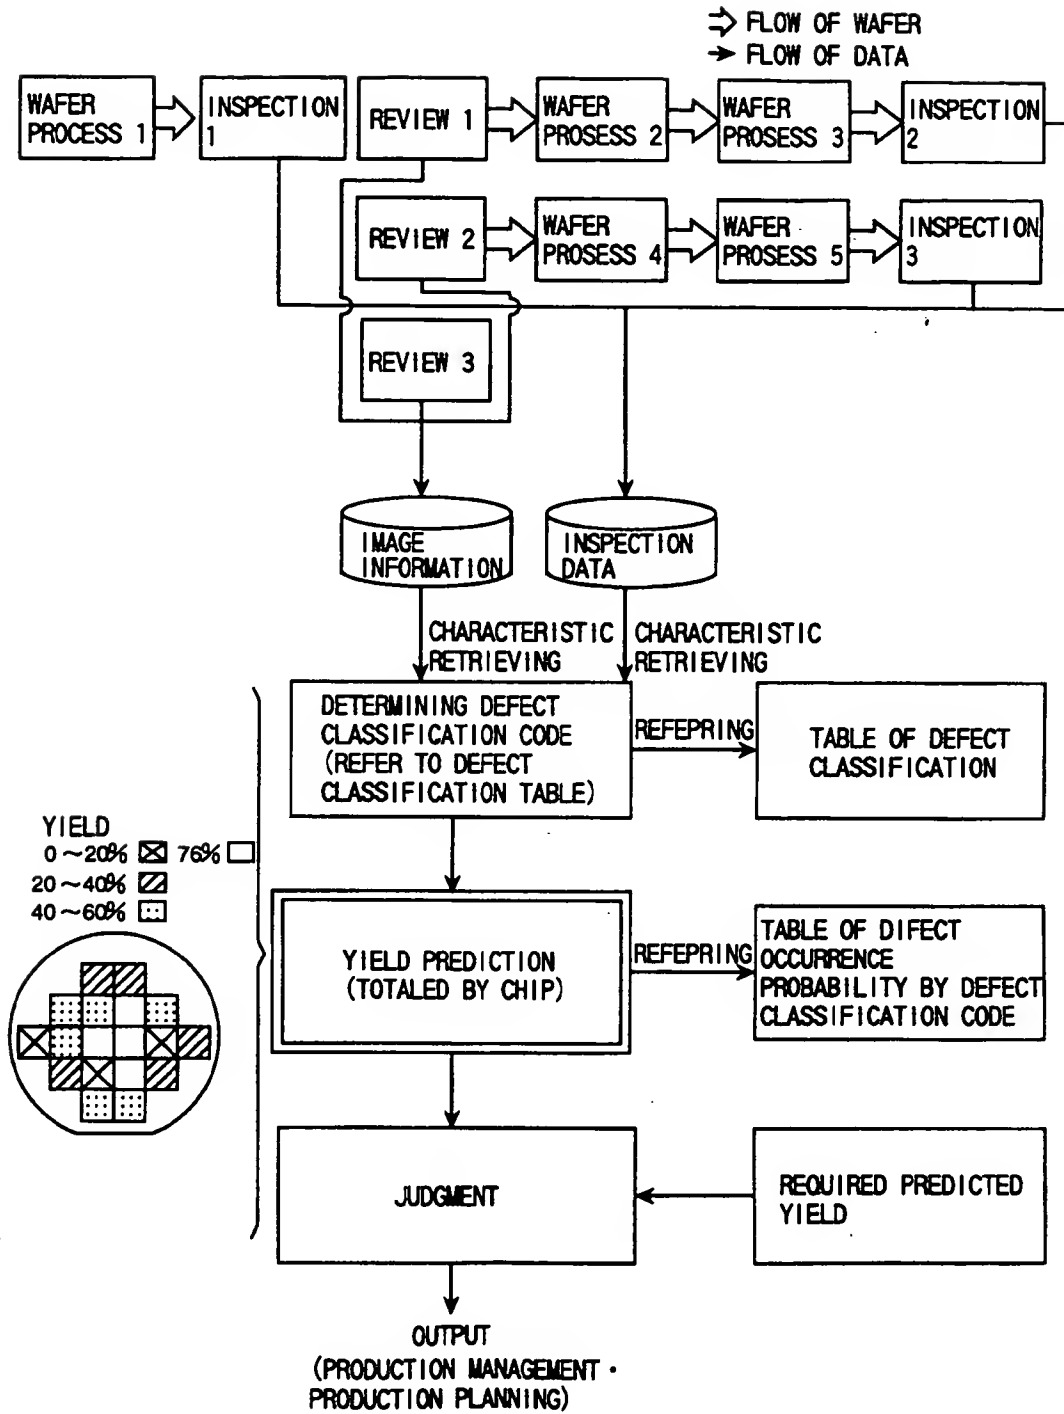 FLOW OF WAFER
FLOW OF DATA
WAFER
PROCESS 1
INSPECTION
1
REVIEW 1
WAFER
PROSESS 2
WAFER
PROSESS 3
INSPECTION
2
REVIEW 2
WAFER
PROSESS 4
WAFER
PROSESS 5
INSPECTION
3
REVIEW 3
IMAGE
INFORMATION
INSPECTION
DATA
CHARACTERISTIC
RETRIEVING
CHARACTERISTIC
RETRIEVING
DETERMINING DEFECT
CLASSIFICATION CODE
(REFER TO DEFECT
CLASSIFICATION TABLE)
REFEPRING
TABLE OF DEFECT
CLASSIFICATION
YIELD
0~20% 76%
20~40%
40~60%
YIELD PREDICTION
(TOTALED BY CHIP)
REFEPRING
TABLE OF DIFECT
OCCURRENCE
PROBABILITY BY DEFECT
CLASSIFICATION CODE
JUDGMENT
REQUIRED PREDICTED
YIELD
OUTPUT
(PRODUCTION MANAGEMENT・
PRODUCTION PLANNING)